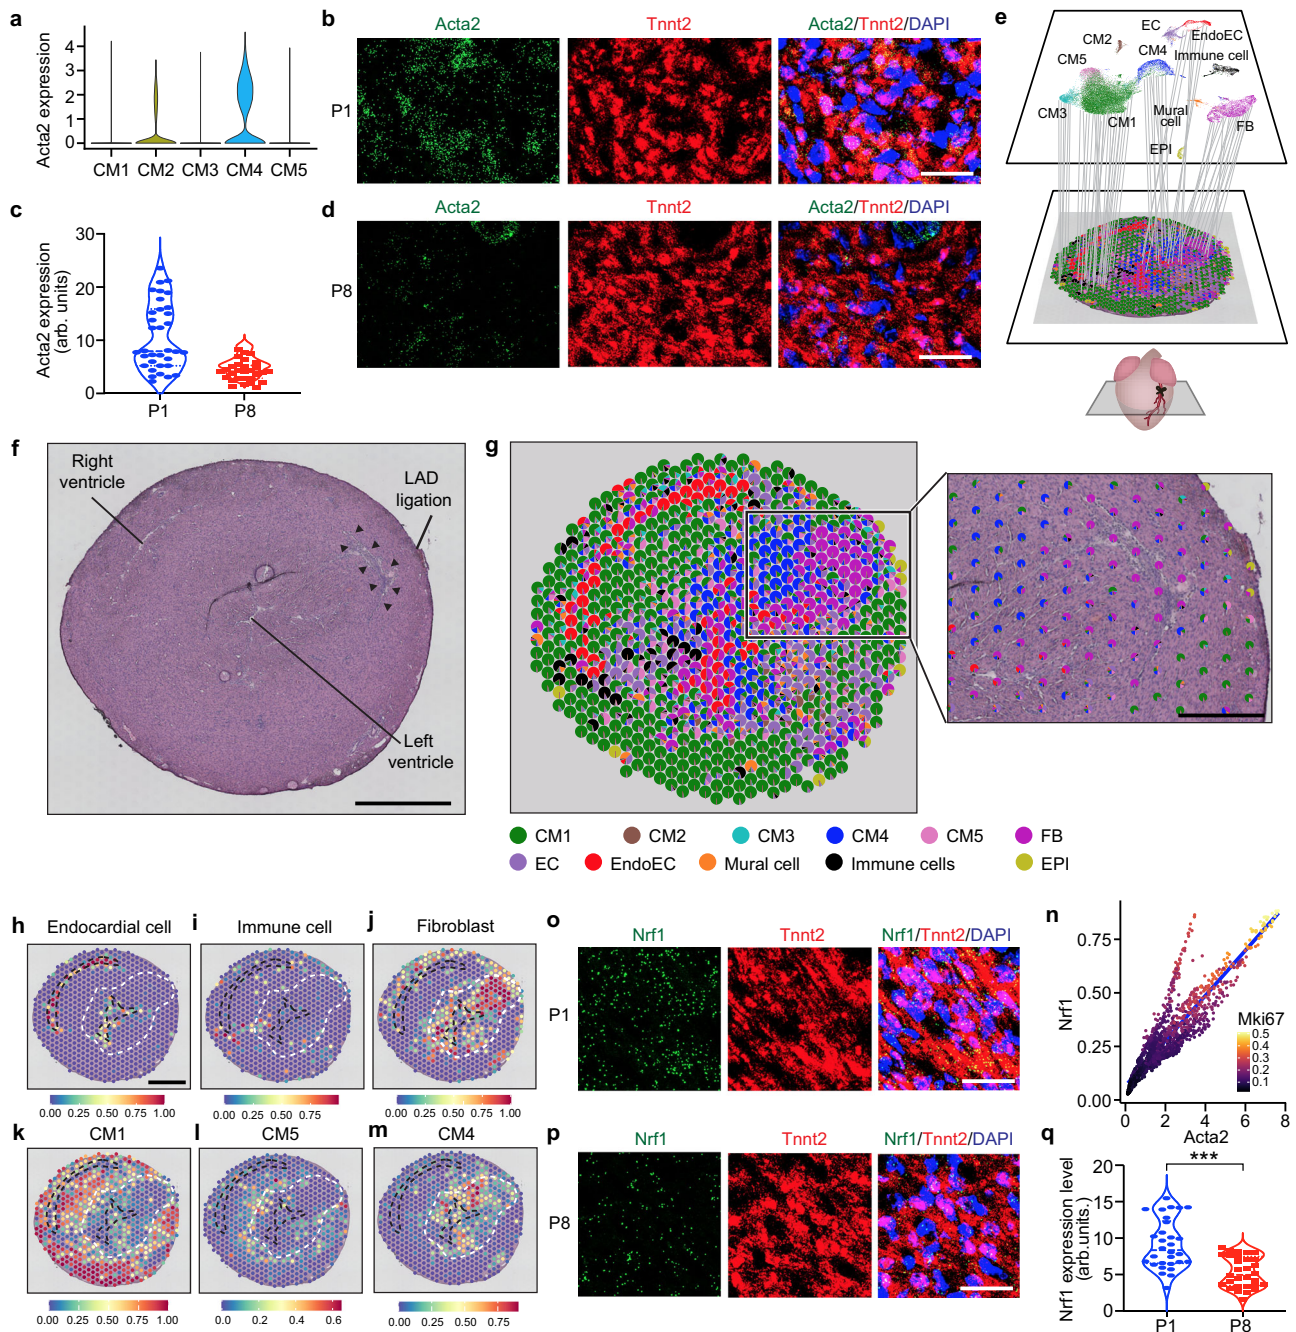 a
Acta2 expression
4
3
2
1
0
CM1 CM2 CM3 CM4 CM5
b
Acta2
Tnnt2
Acta2/Tnnt2/DAPI
P1
c
Acta2 expression
(arb. units)
30
20
10
0
P1
P8
d
Acta2
Tnnt2
Acta2/Tnnt2/DAPI
P8
e
EC
EndoEC
CM2
CM4
Immune cell
CM5
CM3
CM1
Mural
cell
FB
EPI
f
Right
ventricle
LAD
ligation
Left
ventricle
g
CM1
CM2
CM3
CM4
CM5
FB
EC
EndoEC
Mural cell
Immune cells
EPI
h
Endocardial cell
0.00 0.25 0.50 0.75 1.00
i
Immune cell
0.00 0.25 0.50 0.75
j
Fibroblast
0.00 0.25 0.50 0.75 1.00
k
CM1
0.00 0.25 0.50 0.75 1.00
l
CM5
0.0 0.2 0.4 0.6
m
CM4
0.00 0.25 0.50 0.75
o
Nrf1
Tnnt2
Nrf1/Tnnt2/DAPI
P1
p
Nrf1
Tnnt2
Nrf1/Tnnt2/DAPI
P8
n
Nrf1
0.75
0.50
0.25
0.00
Mki67
0.5
0.4
0.3
0.2
0.1
0 2 4 6 8
Acta2
q
Nrf1 expression level
(arb.units.)
20
15
10
5
0
***
P1
P8